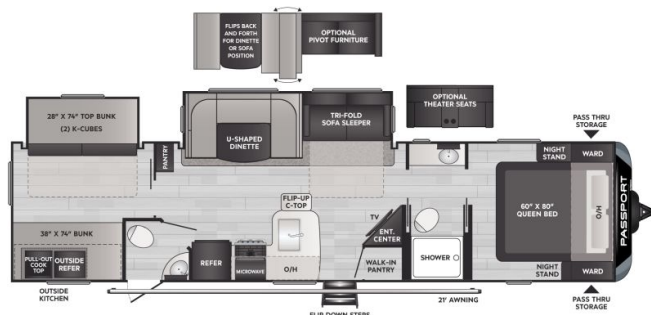 FLIPS BACK
AND FORTH
FOR DINETTE
OR SOFA
POSITION
OPTIONAL
PIVOT FURNITURE
28" X 74" TOP BUNK
(2) K-CUBES
PANTRY
U-SHAPED
DINETTE
TRI-FOLD
SOFA SLEEPER
OPTIONAL
THEATER SEATS
PASS THRU
STORAGE
NIGHT
STAND
WARD
FLIP-UP
C-TOP
TV
ENT.
CENTER
60" X 80"
QUEEN BED
O/H
PASSPORT
38" X 74" BUNK
PULL-OUT
COOK
TOP
OUTSIDE
REFER
REFER
MICROWAVE
O/H
WALK-IN
PANTRY
SHOWER
NIGHT
STAND
WARD
OUTSIDE
KITCHEN
21' AWNING
PASS THRU
STORAGE
FLIP DOWN STEPS